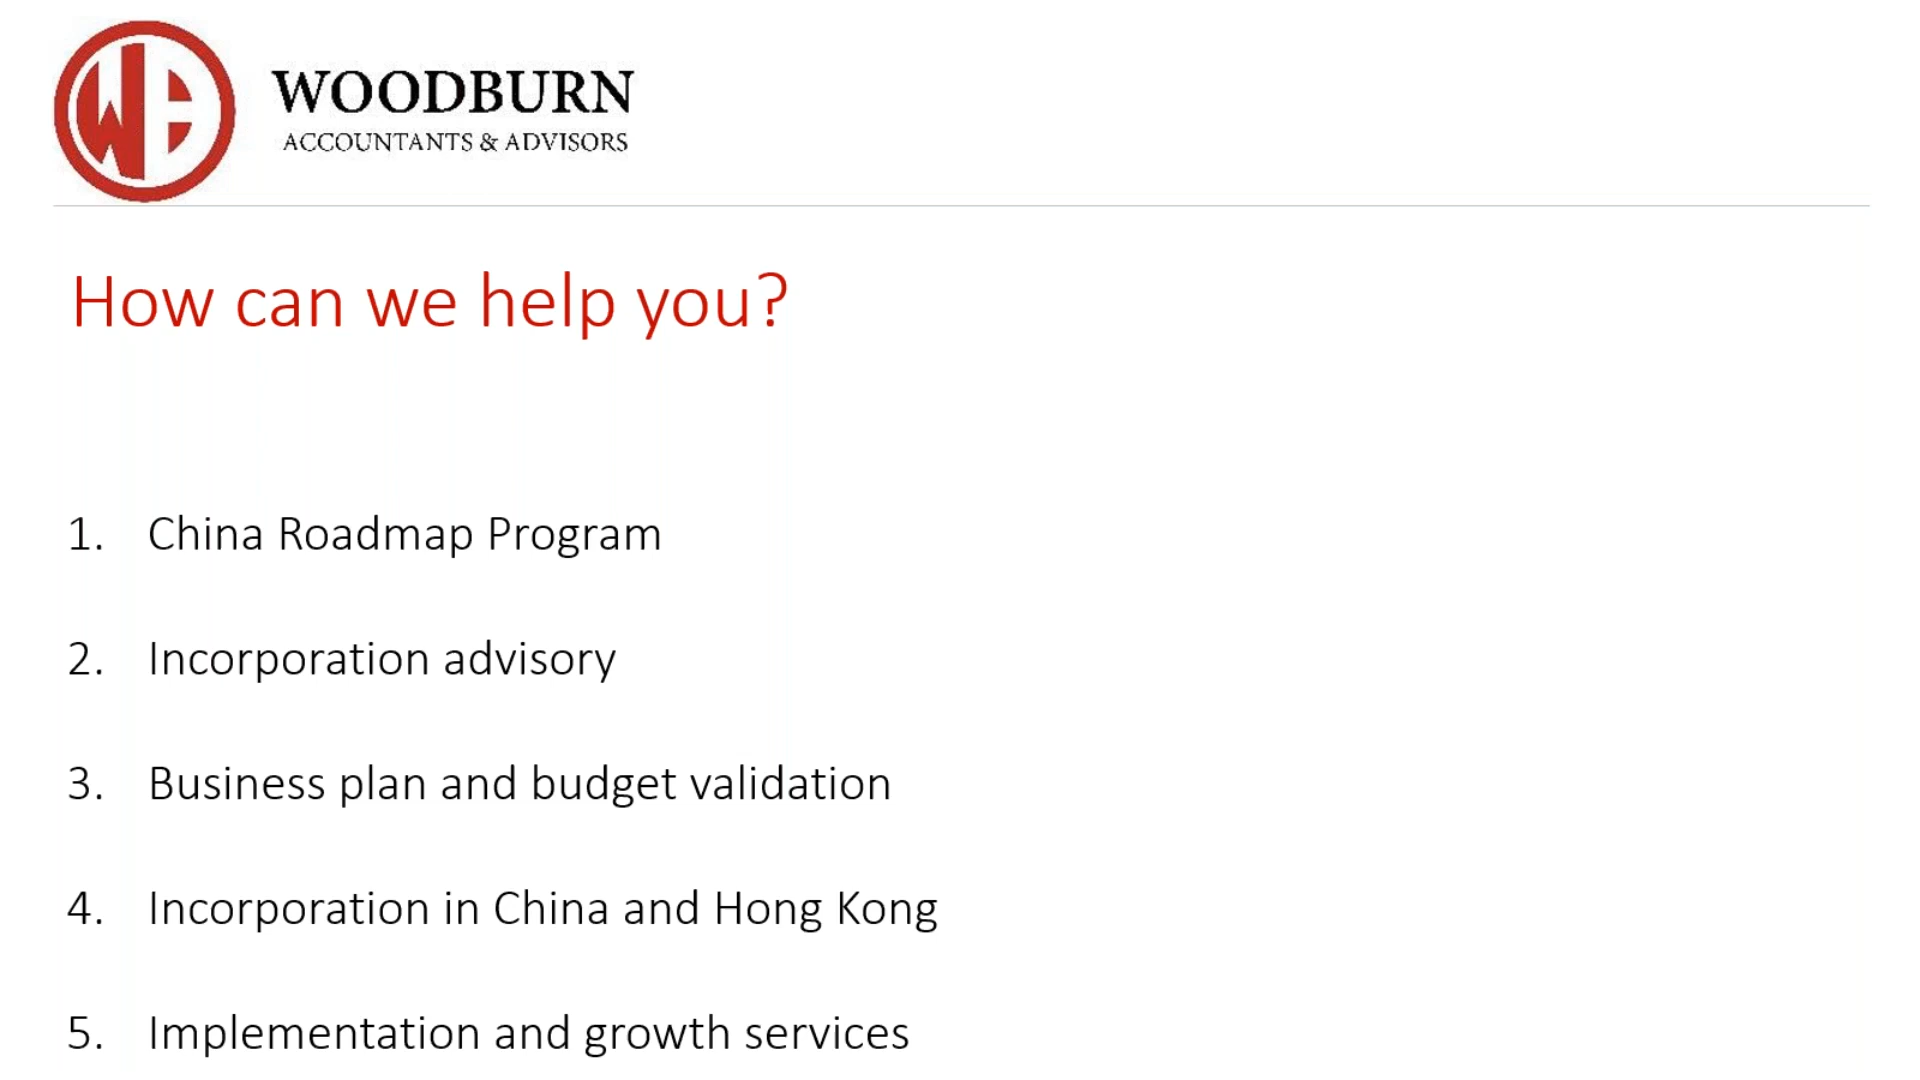 WB
WOODBURN
ACCOUNTANTS & ADVISORS
How can we help you?
1. China Roadmap Program
2. Incorporation advisory
3. Business plan and budget validation
4. Incorporation in China and Hong Kong
5. Implementation and growth services